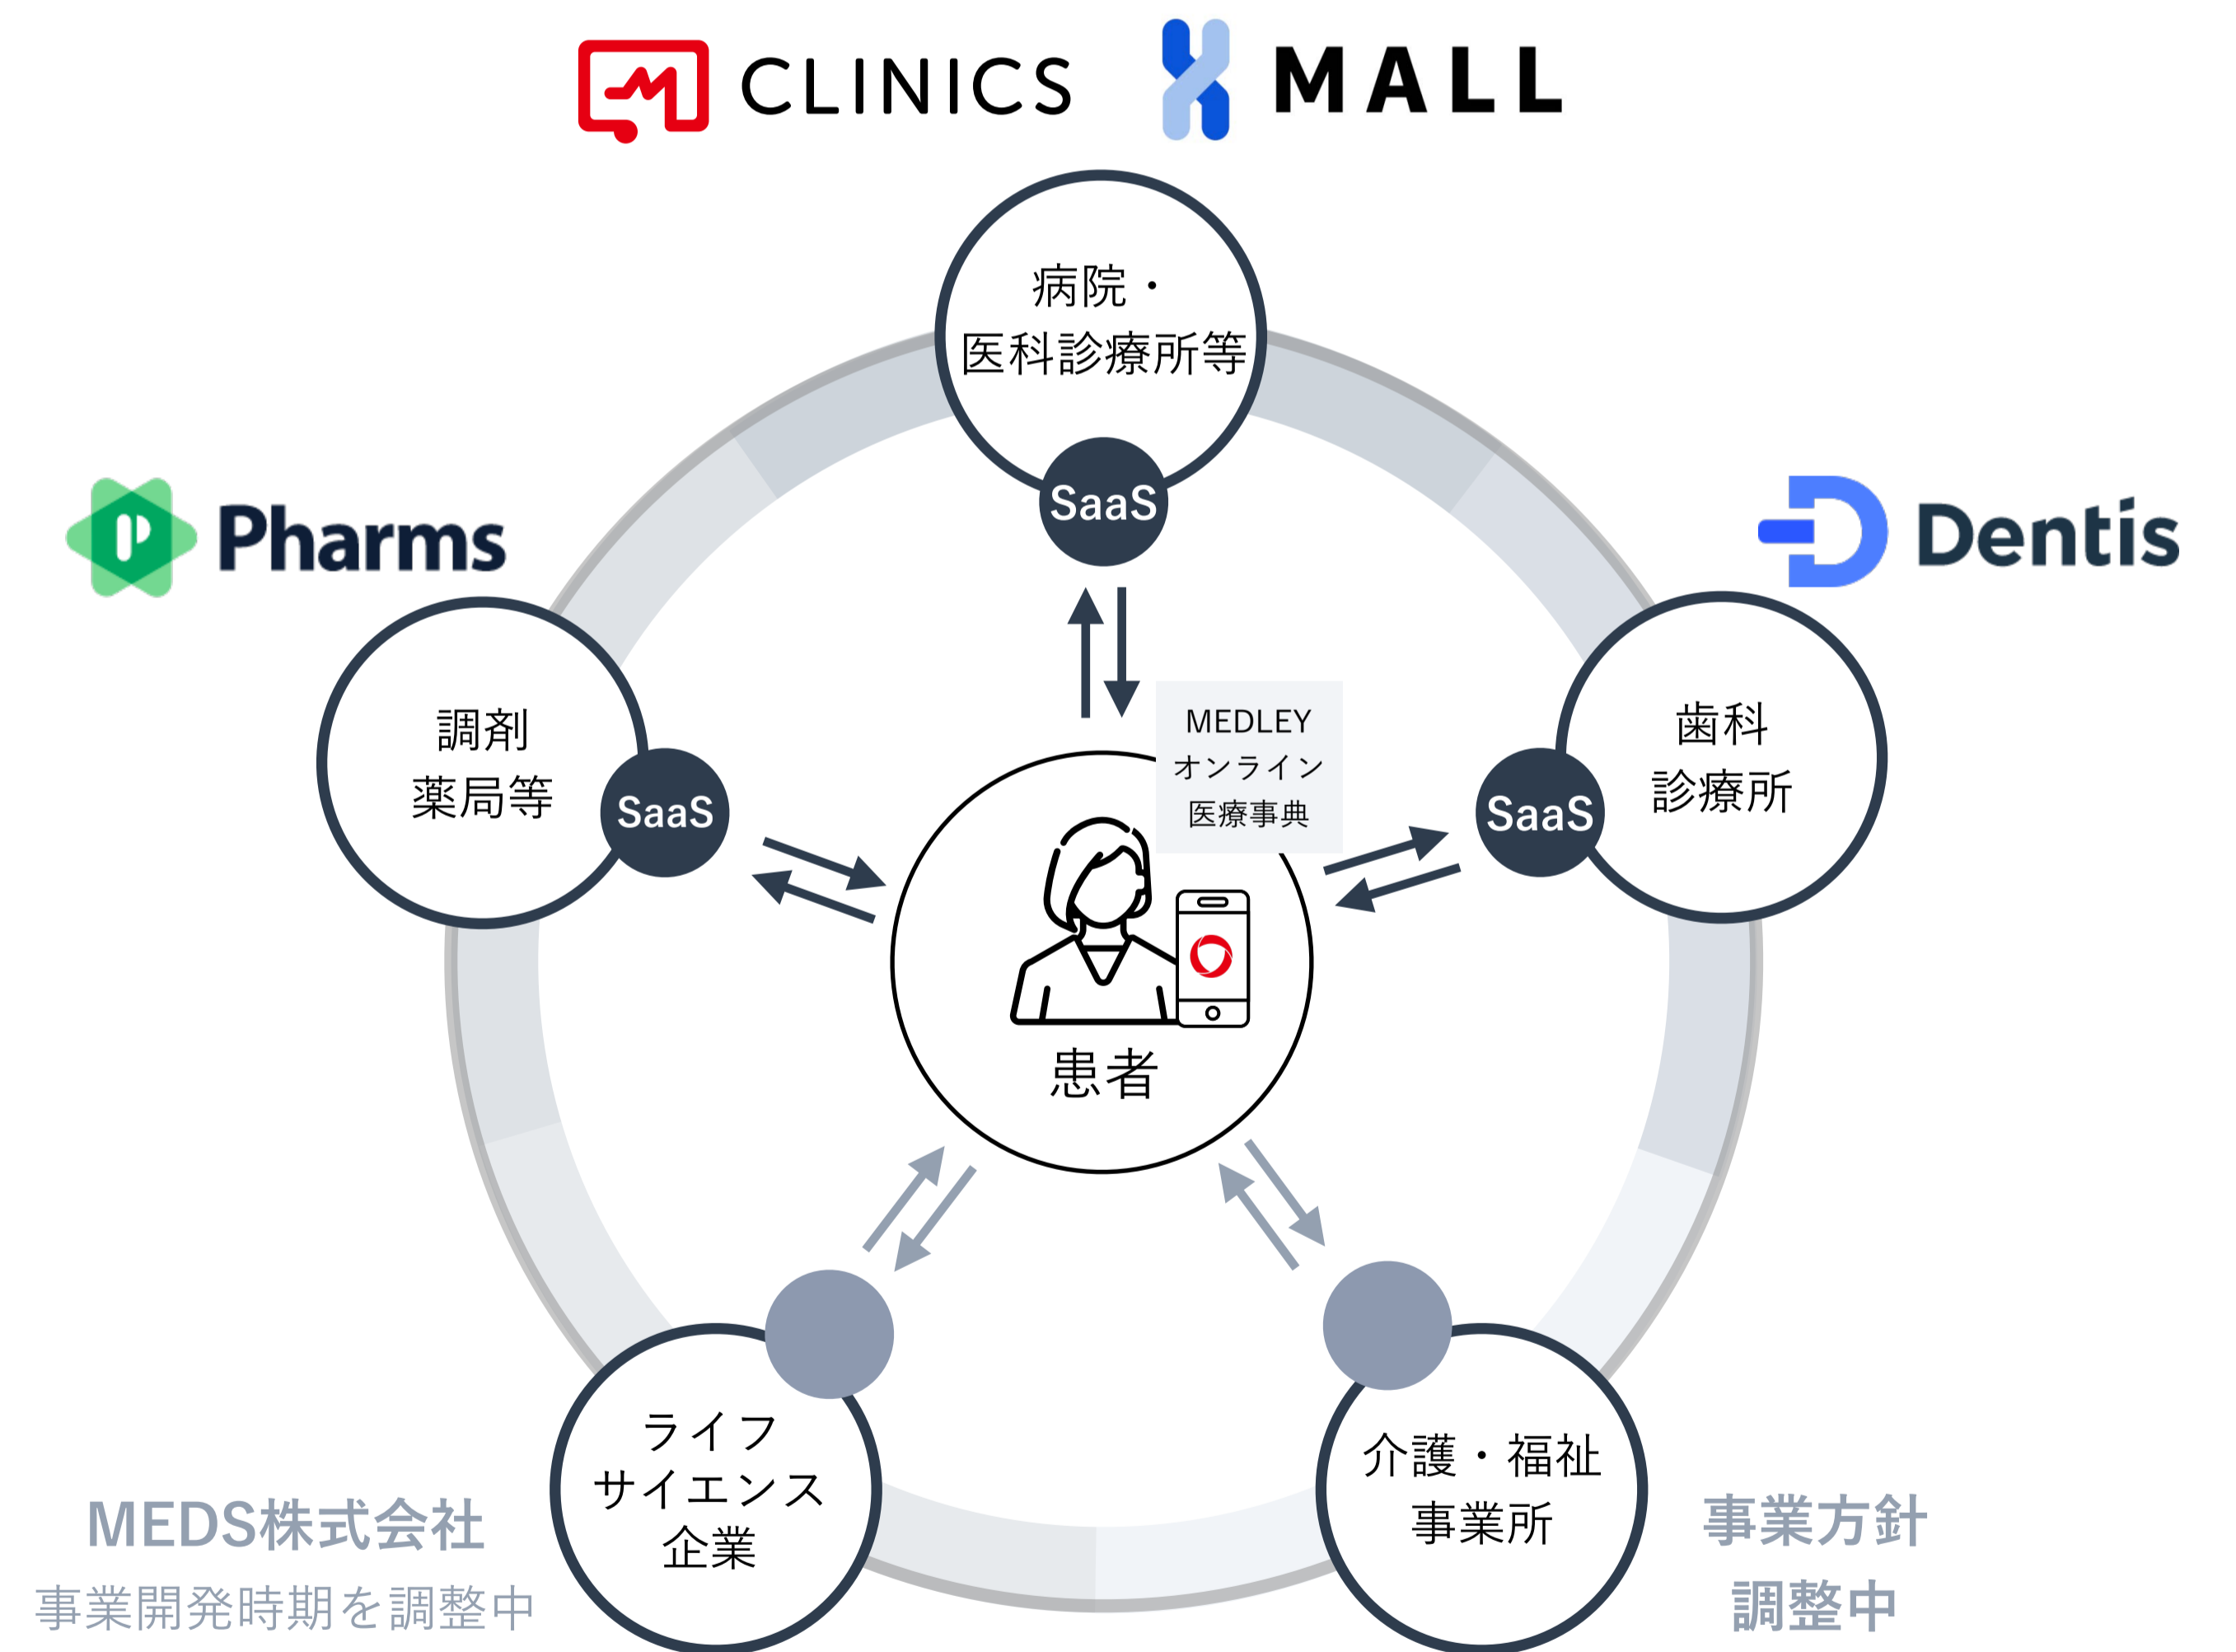 CLINICS
MALL
病院・
医科診療所等
SaaS
Pharms
Dentis
調剤
薬局等
SaaS
MEDLEY
オンライン
医療事典
SaaS
歯科
診療所
患者
ライフ
サイエンス
企業
介護・福祉
事業所
MEDS株式会社
事業開発時期を調整中
事業方針
調整中